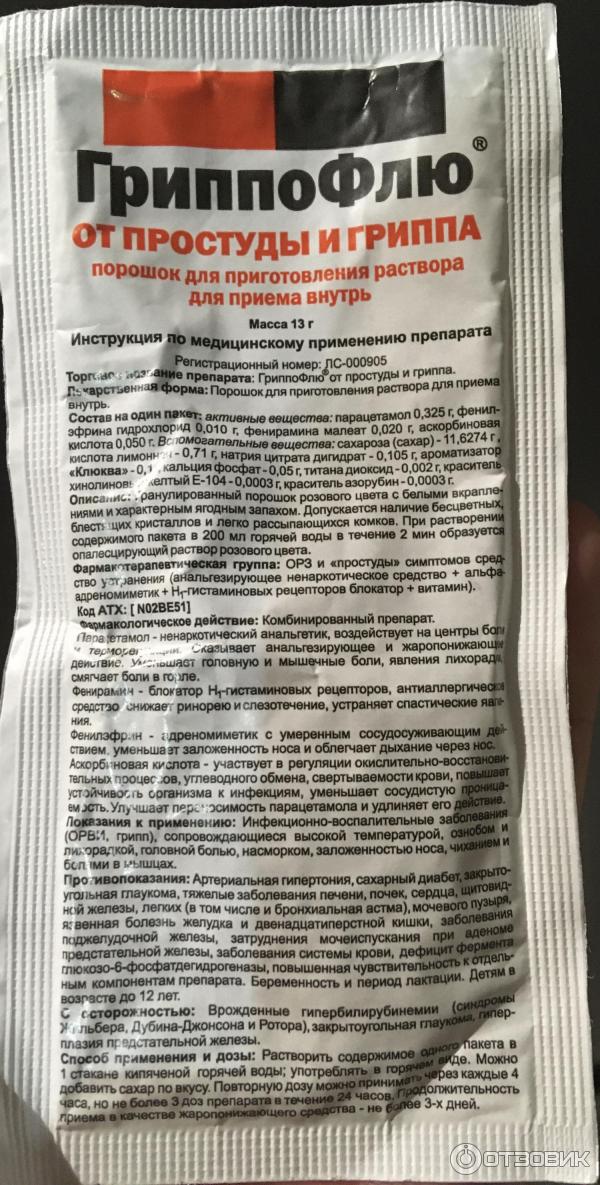 ГриппоФлю®
ОТ ПРОСТУДЫ И ГРИППА
порошок для приготовления раствора
для приема внутрь
Масса 13 г
Инструкция по медицинскому применению препарата
Регистрационный номер: ЛС-000905
Торговое название препарата: ГриппоФлю® от простуды и гриппа.
Лекарственная форма: Порошок для приготовления раствора для приема
внутрь.
Состав на один пакет: активные вещества: парацетамол 0,325 г, фенил-
эфрина гидрохлорид 0,010 г, фенирамина малеат 0,020 г, аскорбиновая
кислота 0,050 г. Вспомогательные вещества: сахароза (сахар) - 11,6274 г,
кислота лимонн - 0,71 г, натрия цитрата дигидрат - 0,105 г, ароматизатор
«Клюква» - 0,1 кальция фосфат - 0,05 г, титана диоксид - 0,002 г, краситель
хинолинов желтый Е-104 - 0,0003 г, краситель азорубин - 0,0003 г.
Описание: Гранулированный порошок розового цвета с белыми вкрапле-
ниями и характерным ягодным запахом. Допускается наличие бесцветных,
блестящих кристаллов и легко рассыпающихся комков. При растворении
содержимого пакета в 200 мл горячей воды в течение 2 мин образуется
опалесцирующий раствор розового цвета.
Фармакотерапевтическая группа: ОРЗ и «простуды» симптомов сред-
ство устранения (анальгезирующее ненаркотическое средство + альфа-
адреномиметик + H₁-гистаминовых рецепторов блокатор + витамин).
Код АТХ: [ N02BE51]
Фармакологическое действие: Комбинированный препарат.
Парацетамол - ненаркотический анальгетик, воздействует на центры боли
и терморегуляции. Оказывает анальгезирующее и жаропонижающее
действие. Уменьшает головную и мышечные боли, явления лихорадки,
смягчает боли в горле.
Фенирамин - блокатор H₁-гистаминовых рецепторов, антиаллергическое
средство снижает ринорею и слезотечение, устраняет спастические явле-
ния.
Фенилэфрин - адреномиметик с умеренным сосудосуживающим дей-
ствием, уменьшает заложенность носа и облегчает дыхание через нос.
Аскорбиновая кислота - участвует в регуляции окислительно-восстанови-
тельных процессов, углеводного обмена, свертываемости крови, повышает
устойчивость организма к инфекциям, уменьшает сосудистую проница-
емость. Улучшает переносимость парацетамола и удлиняет его действие.
Показания к применению: Инфекционно-воспалительные заболевания
(ОРВИ, грипп), сопровождающиеся высокой температурой, ознобом и
лихорадкой, головной болью, насморком, заложенностью носа, чиханием и
болями в мышцах.
Противопоказания: Артериальная гипертония, сахарный диабет, закрыто-
угольная глаукома, тяжелые заболевания печени, почек, сердца, щитовид-
ной железы, легких (в том числе и бронхиальная астма), мочевого пузыря,
язвенная болезнь желудка и двенадцатиперстной кишки, заболевания
поджелудочной железы, затруднения мочеиспускания при аденоме
предстательной железы, заболевания системы крови, дефицит фермента
глюкозо-6-фосфатдегидрогеназы, повышенная чувствительность к отдель-
ным компонентам препарата. Беременность и период лактации. Детям в
возрасте до 12 лет.
С осторожностью: Врожденные гипербилирубинемии (синдромы
Жильбера, Дубина-Джонсона и Ротора), закрытоугольная глаукома, гипер-
плазия предстательной железы.
Способ применения и дозы: Растворить содержимое одного пакета в
1 стакане кипяченой горячей воды; употреблять в горячем виде. Можно
добавить сахар по вкусу. Повторную дозу можно принимать через каждые 4
часа, но не более 3 доз препарата в течение 24 часов. Продолжительность
приема в качестве жаропонижающего средства - не более 3-х дней.
ОТЗОВИК